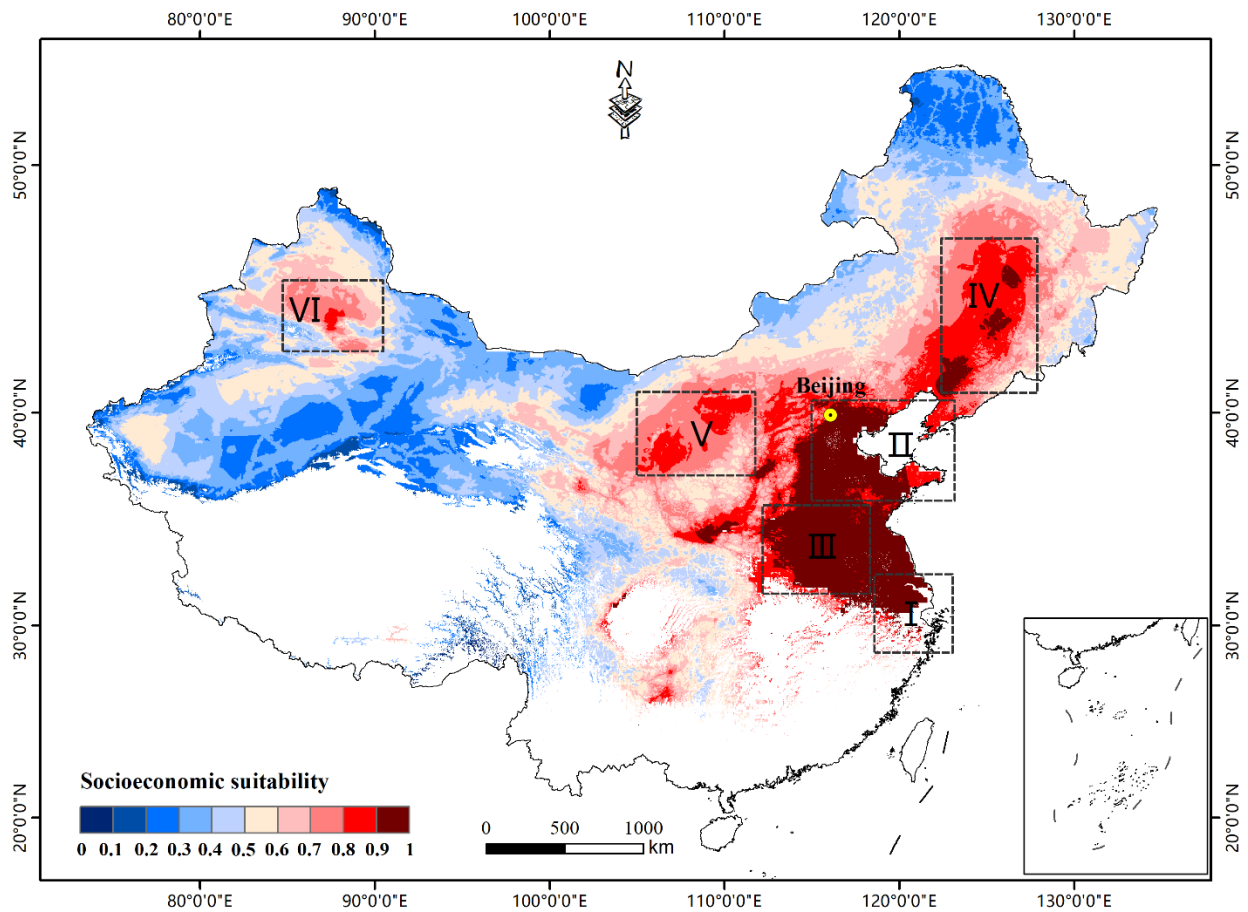 80°0'0"E 90°0'0"E 100°0'0"E 110°0'0"E 120°0'0"E 130°0'0"E
N
50°0'0"N 50°0'0"N
VI
IV
Beijing
40°0'0"N 40°0'0"N
V
II
III
30°0'0"N 30°0'0"N
I
Socioeconomic suitability
0 0.1 0.2 0.3 0.4 0.5 0.6 0.7 0.8 0.9 1
0 500 1000
km
20°0'0"N 20°0'0"N
80°0'0"E 90°0'0"E 100°0'0"E 110°0'0"E 120°0'0"E 130°0'0"E